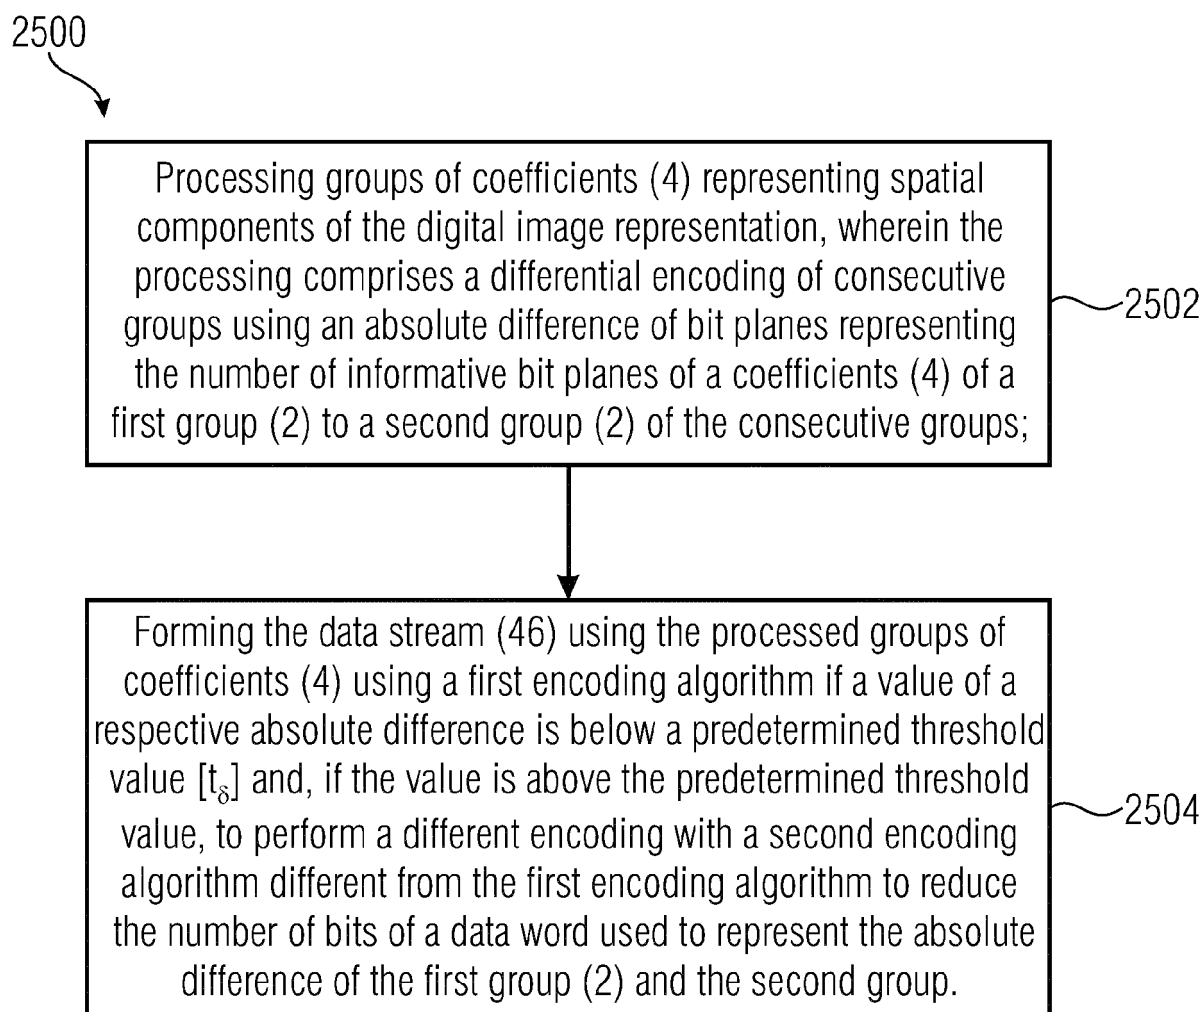 2500
Processing groups of coefficients (4) representing spatial
components of the digital image representation, wherein the
processing comprises a differential encoding of consecutive
groups using an absolute difference of bit planes representing
the number of informative bit planes of a coefficients (4) of a
first group (2) to a second group (2) of the consecutive groups;
2502
Forming the data stream (46) using the processed groups of
coefficients (4) using a first encoding algorithm if a value of a
respective absolute difference is below a predetermined threshold
value [tδ] and, if the value is above the predetermined threshold
value, to perform a different encoding with a second encoding
algorithm different from the first encoding algorithm to reduce
the number of bits of a data word used to represent the absolute
difference of the first group (2) and the second group.
2504